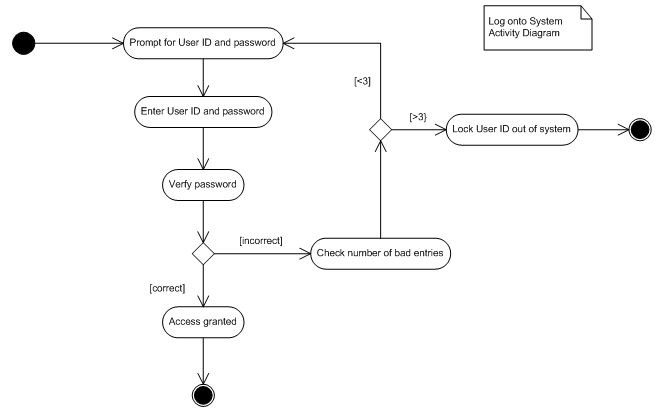 Log onto System
Activity Diagram
Prompt for User ID and password
[<3]
Enter User ID and password
[>3}
Lock User ID out of system
Verfy password
[incorrect]
Check number of bad entries
[correct]
Access granted